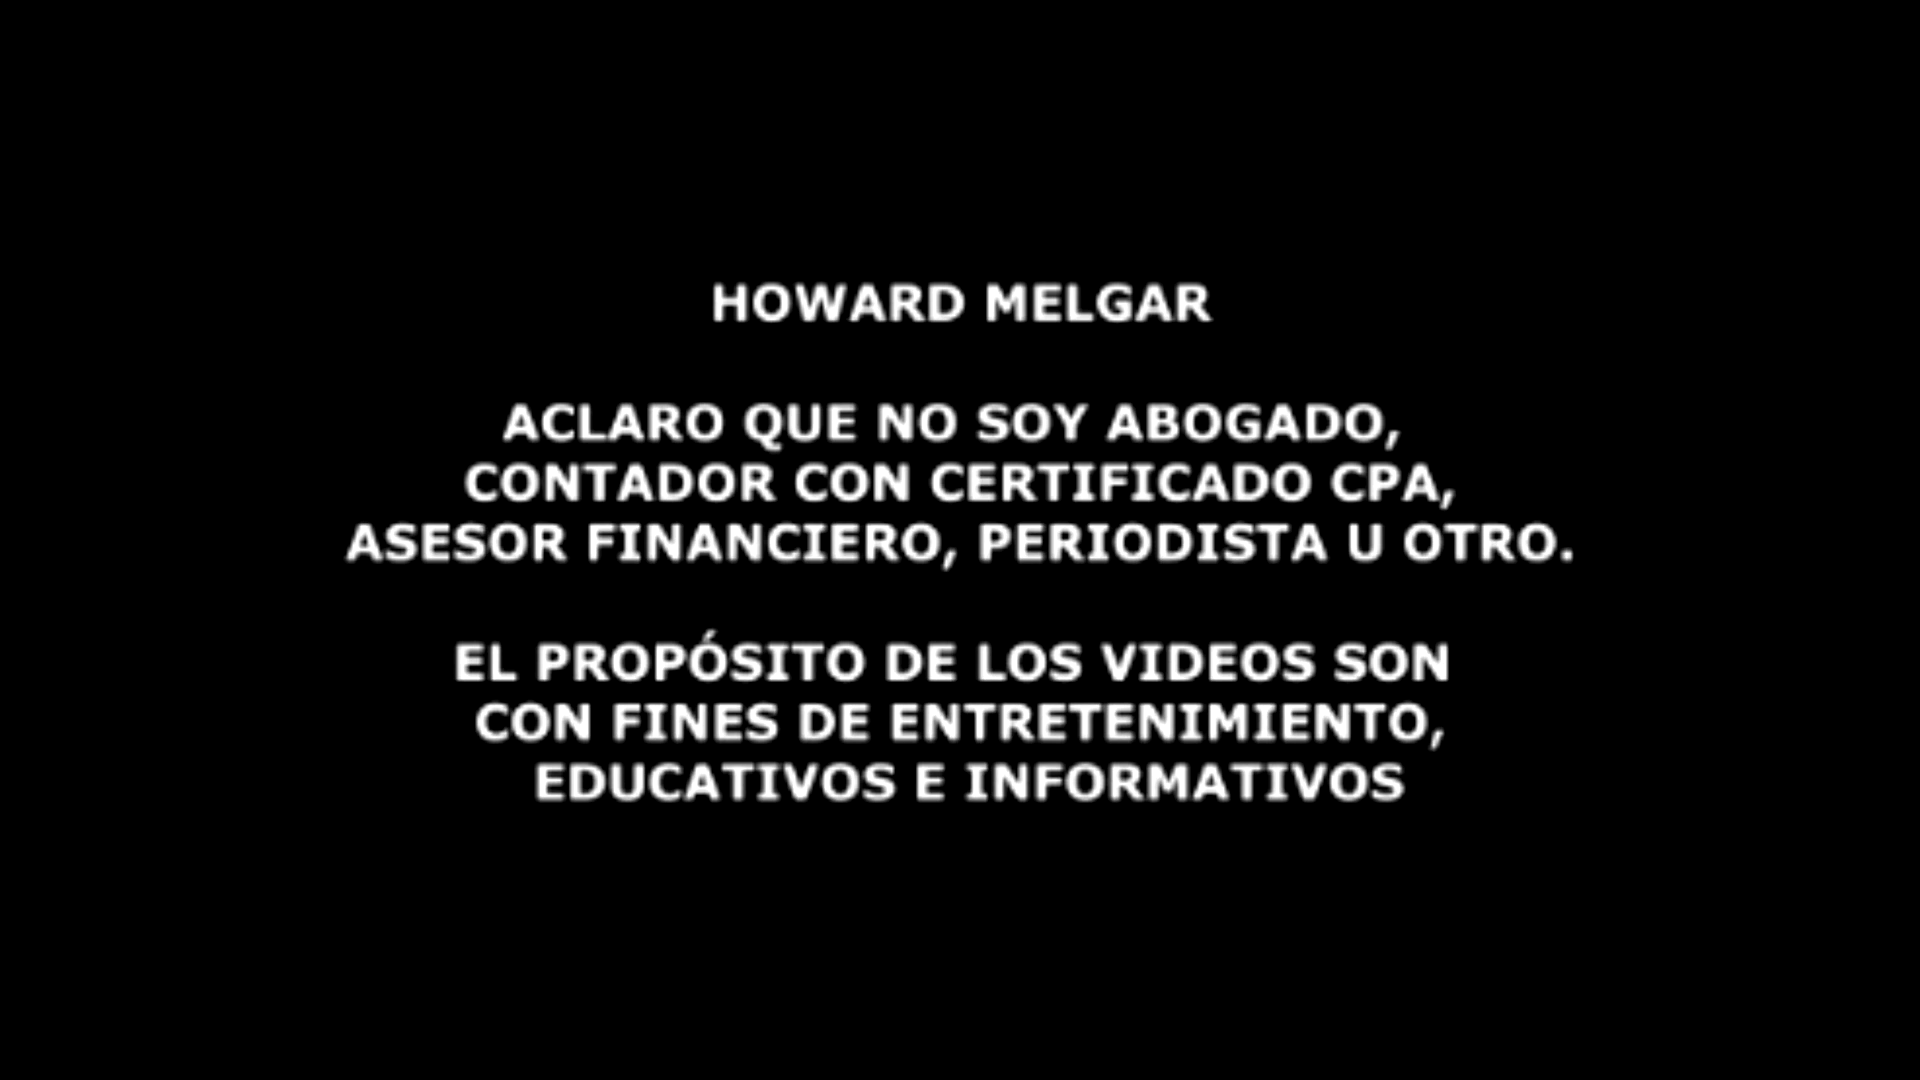 HOWARD MELGAR
ACLARO QUE NO SOY ABOGADO,
CONTADOR CON CERTIFICADO CPA,
ASESOR FINANCIERO, PERIODISTA U OTRO.
EL PROPÓSITO DE LOS VIDEOS SON
CON FINES DE ENTRETENIMIENTO,
EDUCATIVOS E INFORMATIVOS